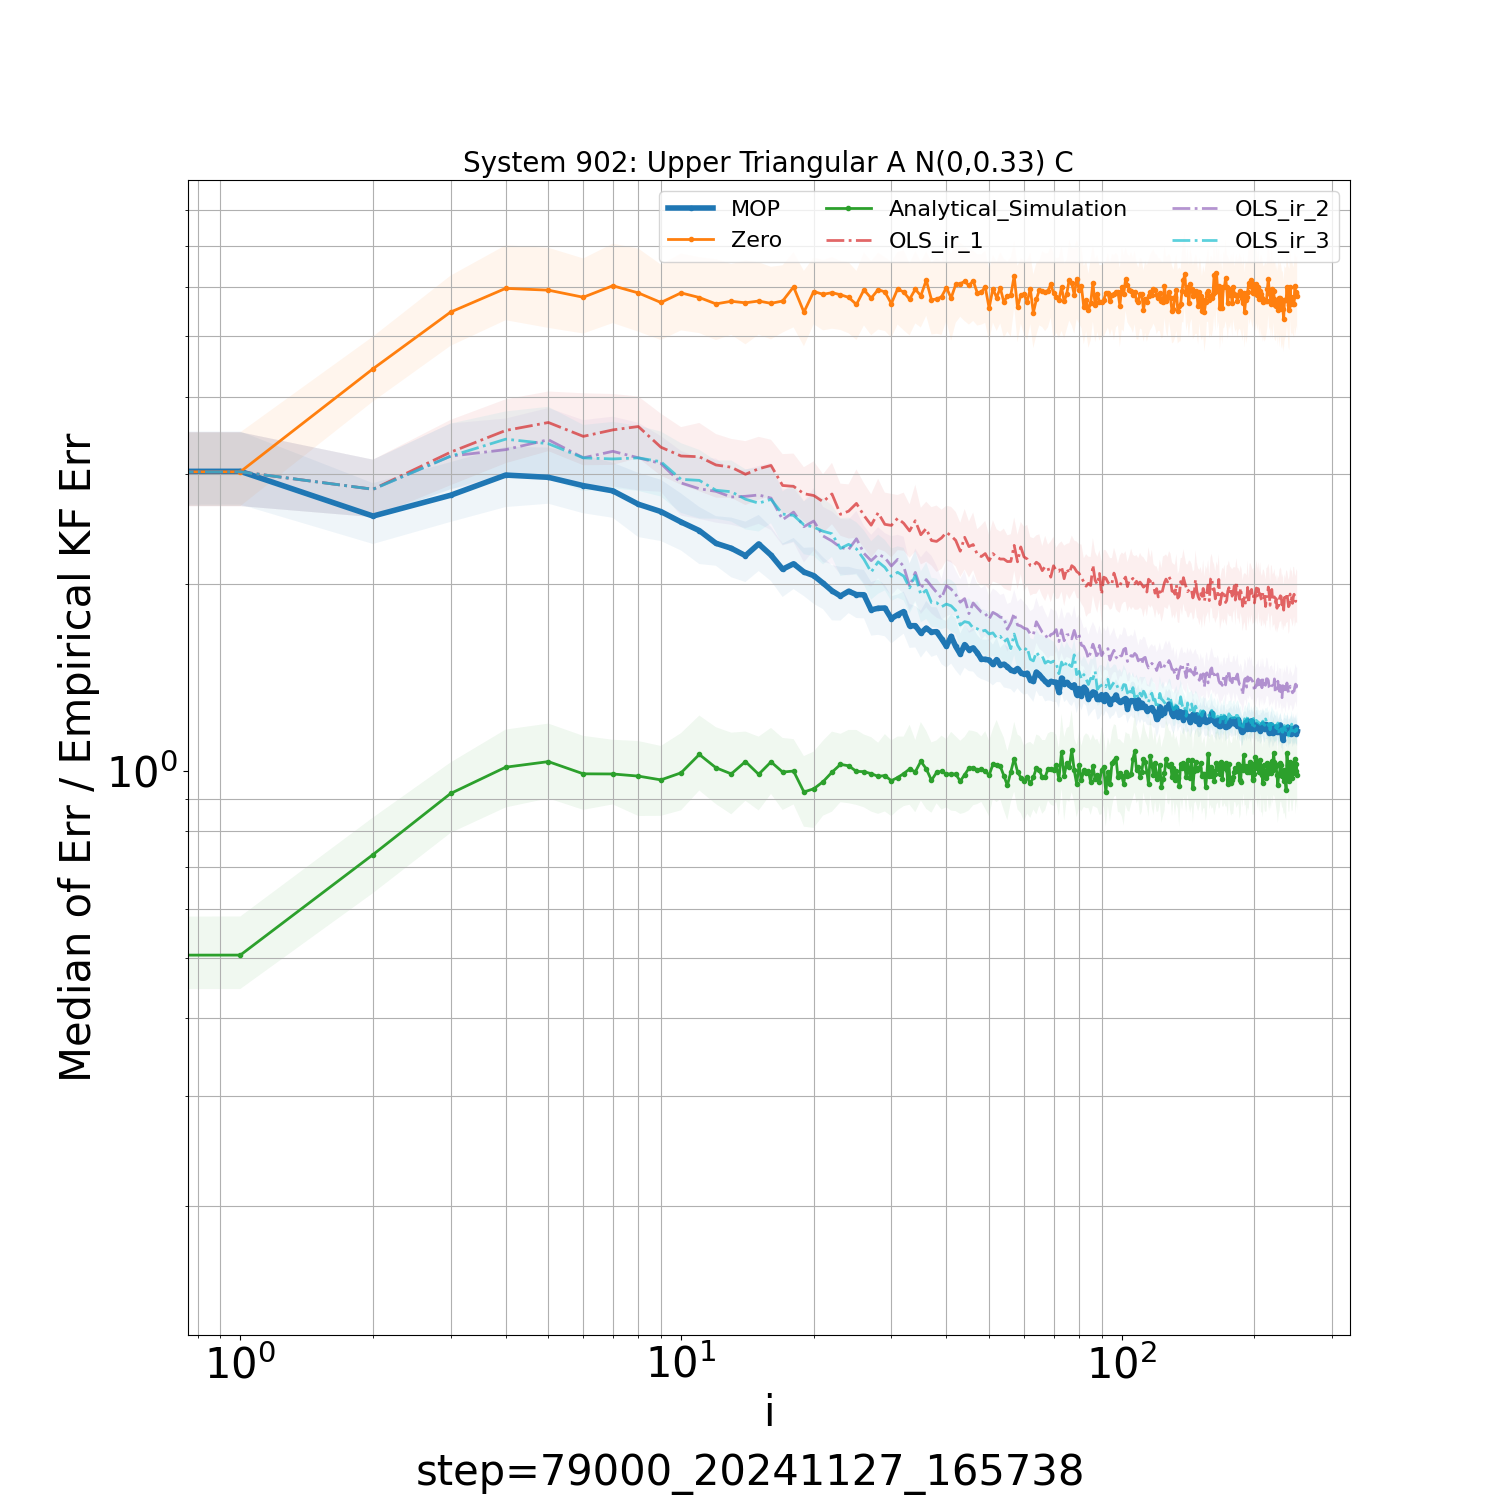 System 902: Upper Triangular A N(0,0.33) C
MOP
Zero
Analytical_Simulation
OLS_ir_1
OLS_ir_2
OLS_ir_3
Median of Err / Empirical KF Err
10⁰
10⁰
10¹
10²
i
step=79000_20241127_165738